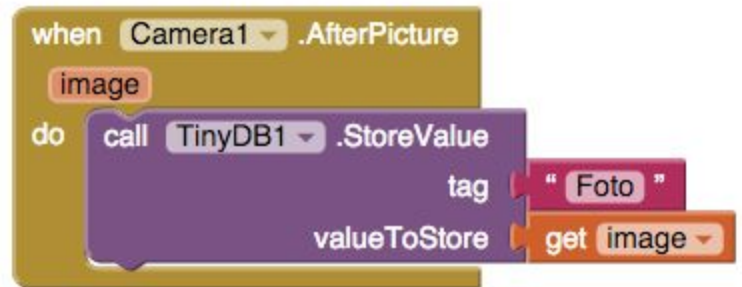 when Camera1 .AfterPicture
image
do call TinyDB1 .StoreValue
tag " Foto "
valueToStore get image